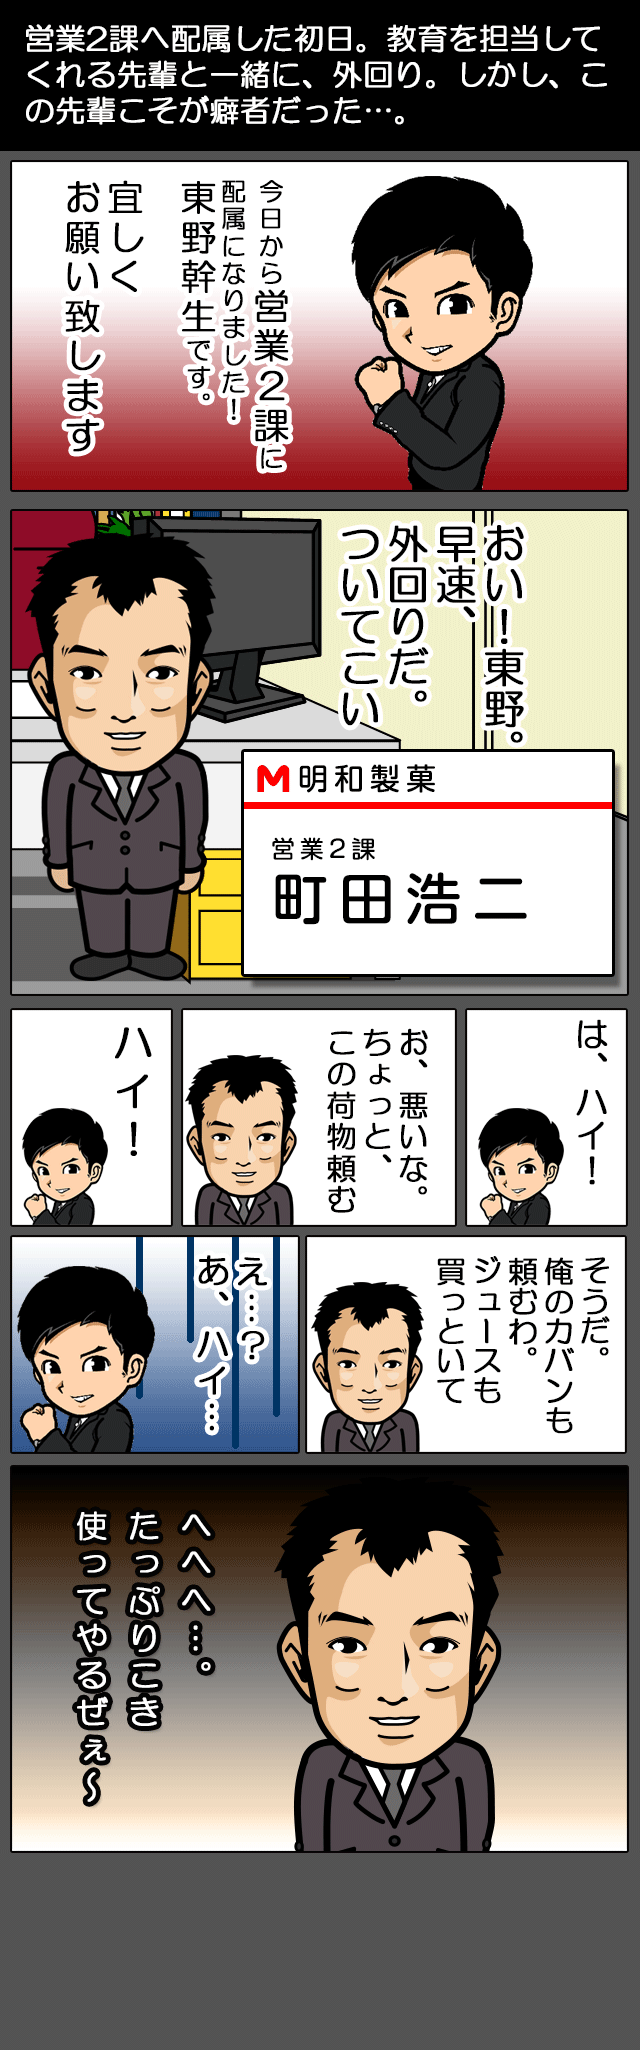 営業2課へ配属した初日。教育を担当して
くれる先輩と一緒に、外回り。しかし、こ
の先輩こそが癖者だった…。
今日から営業2課に
配属になりました!
東野幹生です。
宜しく
お願い致します
おい!東野。
早速、
外回りだ。
ついてこい
M明和製菓
営業2課
町田浩二
は、ハイ!
お、悪いな。
ちょっと、
この荷物頼む
ハイ!
そうだ。
俺のカバンも
頼むわ。
ジュースも
買っといて
え…?
あ、ハイ…
へへへ…。
たっぷりこき
使ってやるぜぇ〜